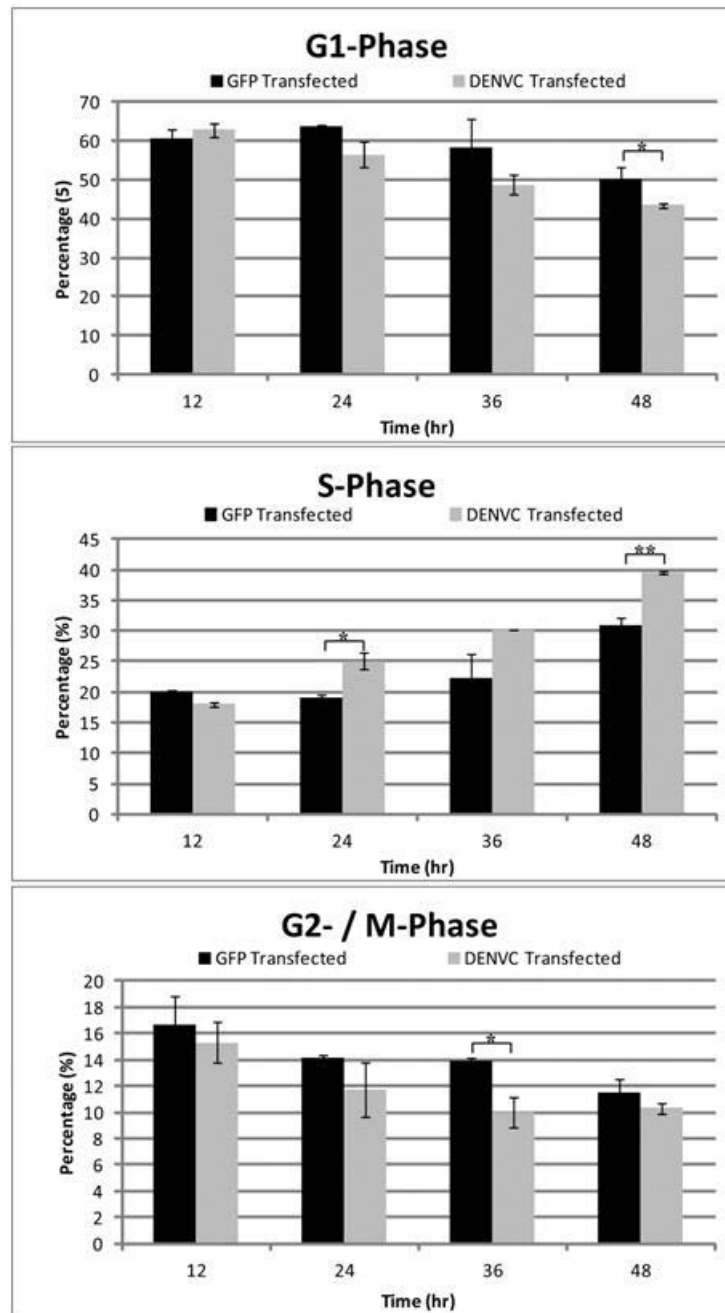 G1-Phase
GFP Transfected DENVC Transfected
70
60
50
40
30
20
10
0
*
Percentage (5)
12 24 36 48
Time (hr)
S-Phase
GFP Transfected DENVC Transfected
45
40
35
30
25
20
15
10
5
0
* **
Percentage (%)
12 24 36 48
Time (hr)
G2- / M-Phase
GFP Transfected DENVC Transfected
20
18
16
14
12
10
8
6
4
2
0
*
Percentage (%)
12 24 36 48
Time (hr)